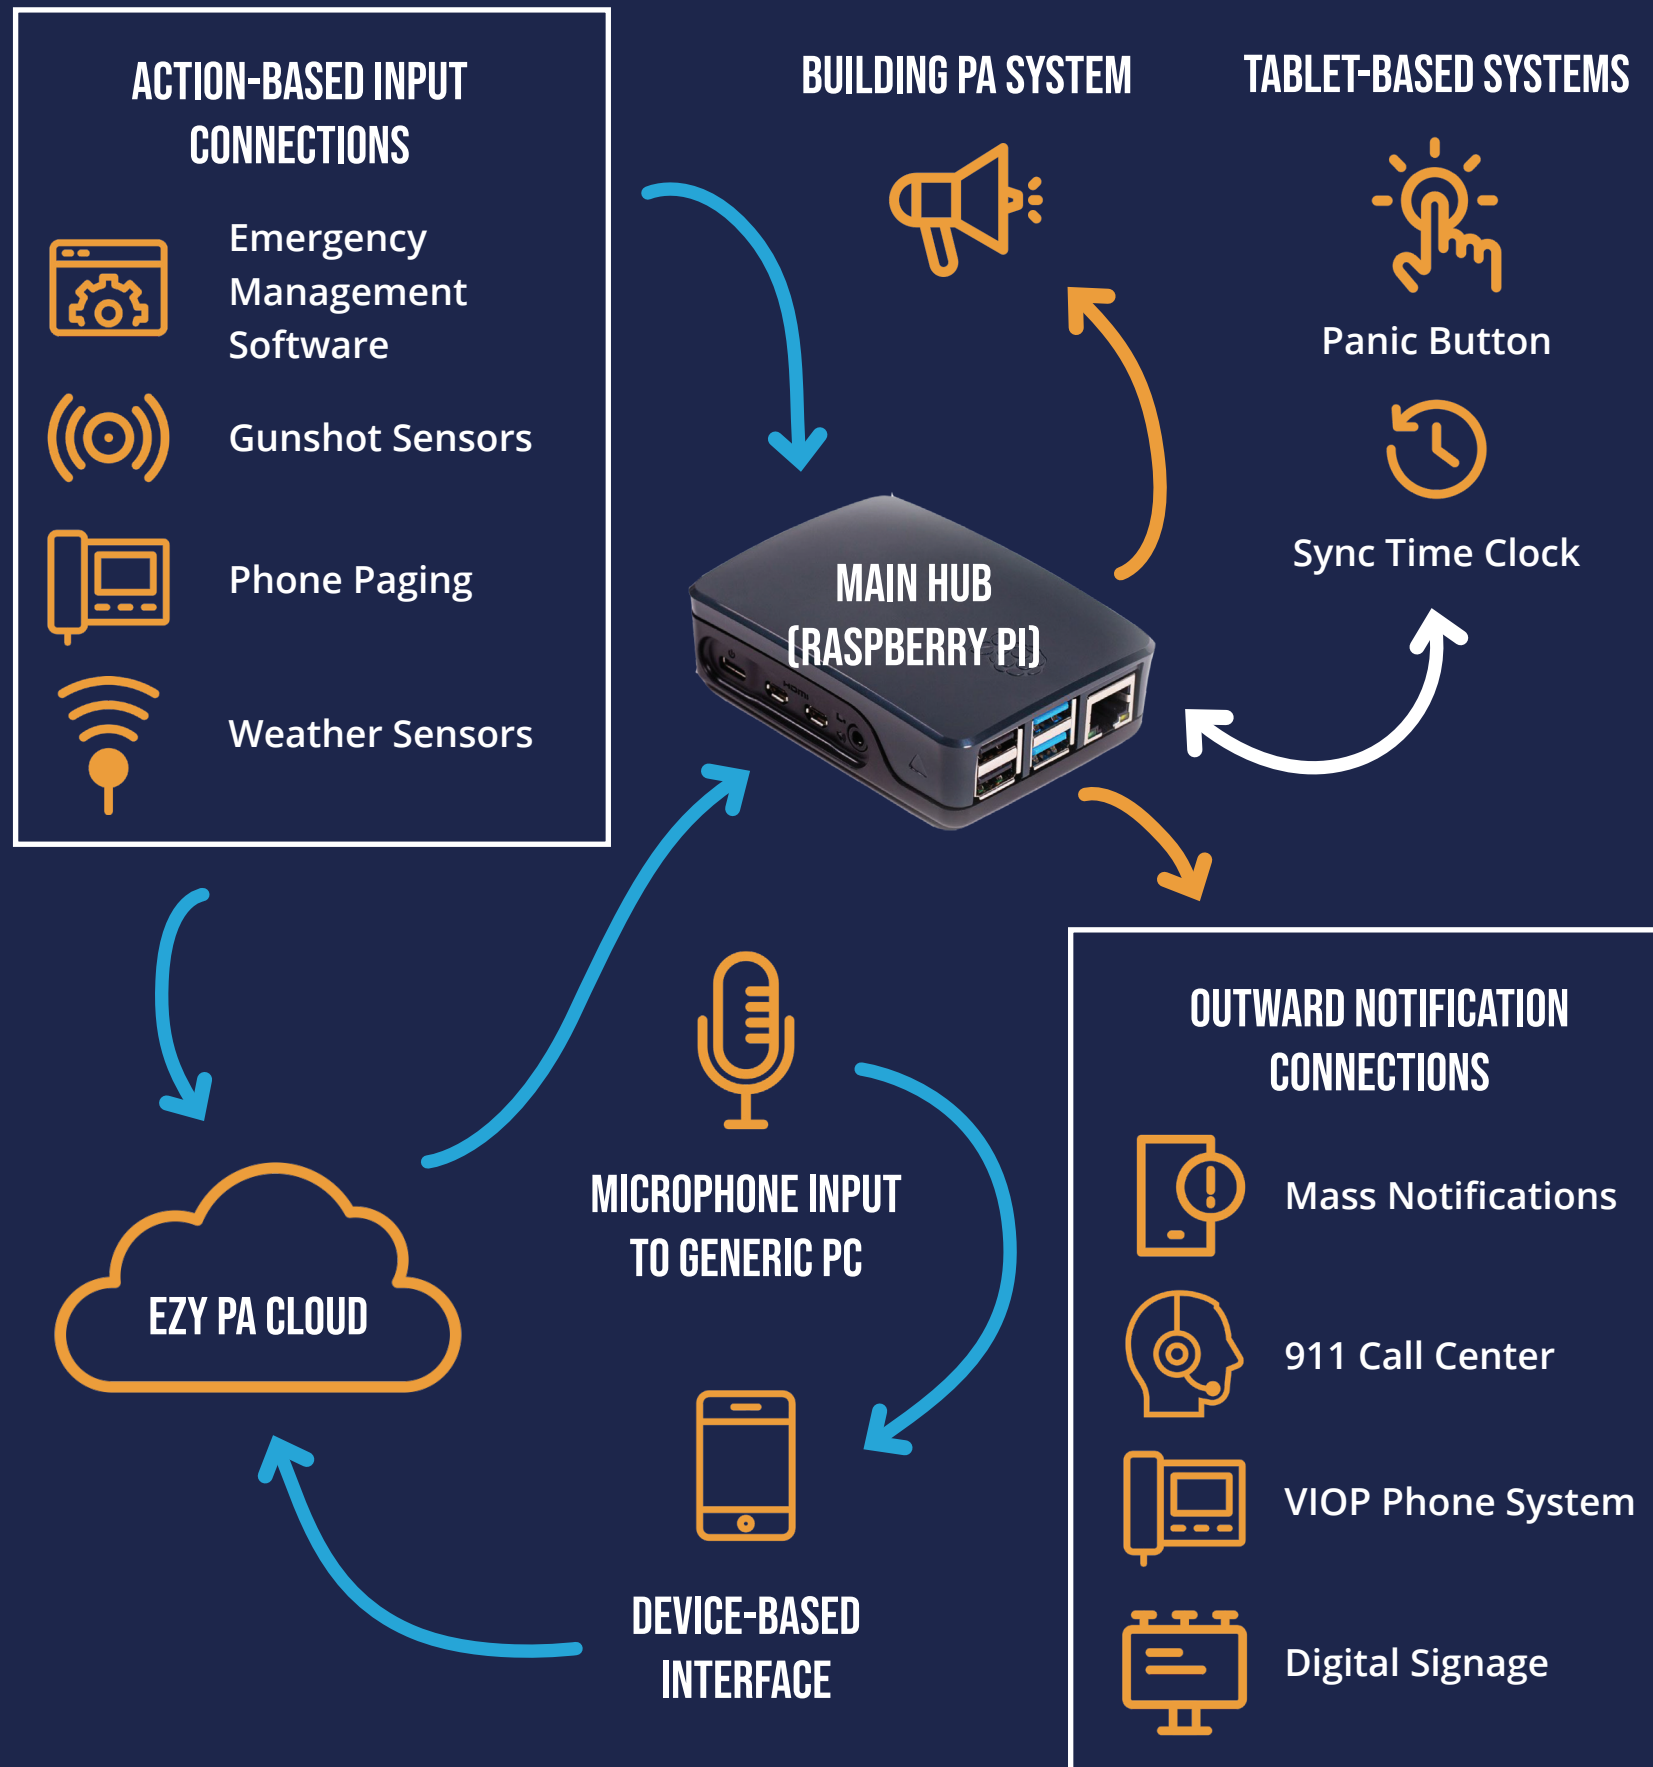 ACTION-BASED INPUT
CONNECTIONS
Emergency
Management
Software
Gunshot Sensors
Phone Paging
Weather Sensors
BUILDING PA SYSTEM
TABLET-BASED SYSTEMS
Panic Button
Sync Time Clock
MAIN HUB
(RASPBERRY PI)
HDMI
EZY PA CLOUD
MICROPHONE INPUT
TO GENERIC PC
DEVICE-BASED
INTERFACE
OUTWARD NOTIFICATION
CONNECTIONS
Mass Notifications
911 Call Center
VIOP Phone System
Digital Signage